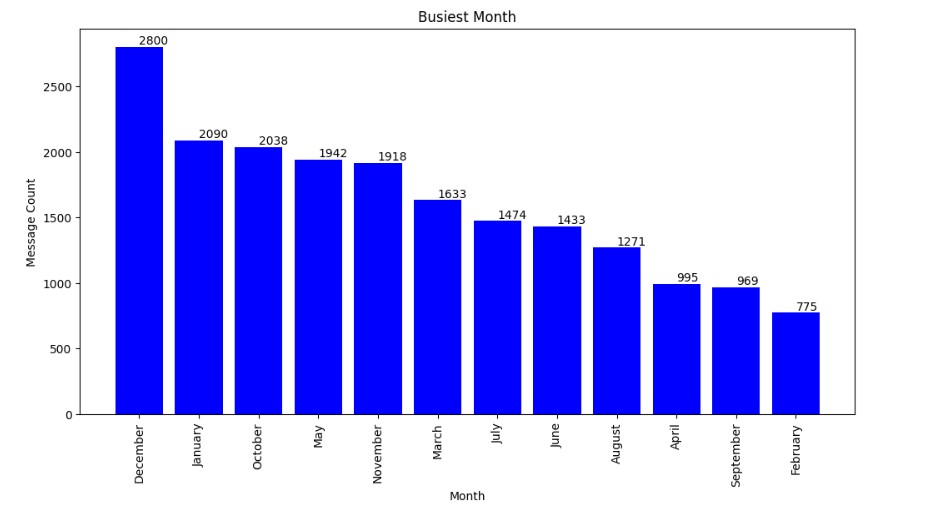 Busiest Month
2800
2090
2038
1942
1918
1633
1474
1433
1271
995
969
775
2500
2000
1500
1000
500
0
Message Count
December
January
October
May
November
March
July
June
August
April
September
February
Month